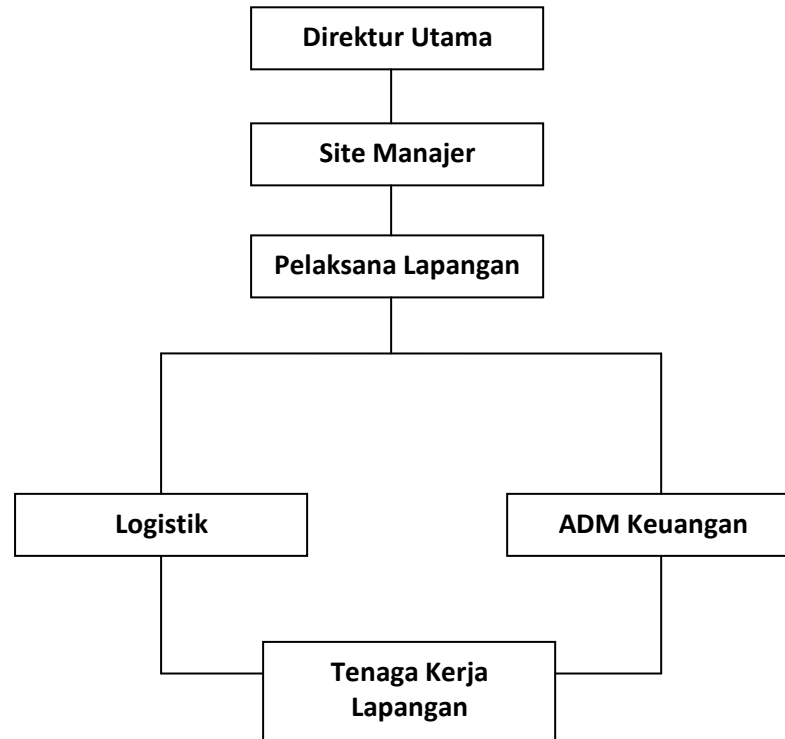 Direktur Utama
Site Manajer
Pelaksana Lapangan
Logistik
ADM Keuangan
Tenaga Kerja
Lapangan